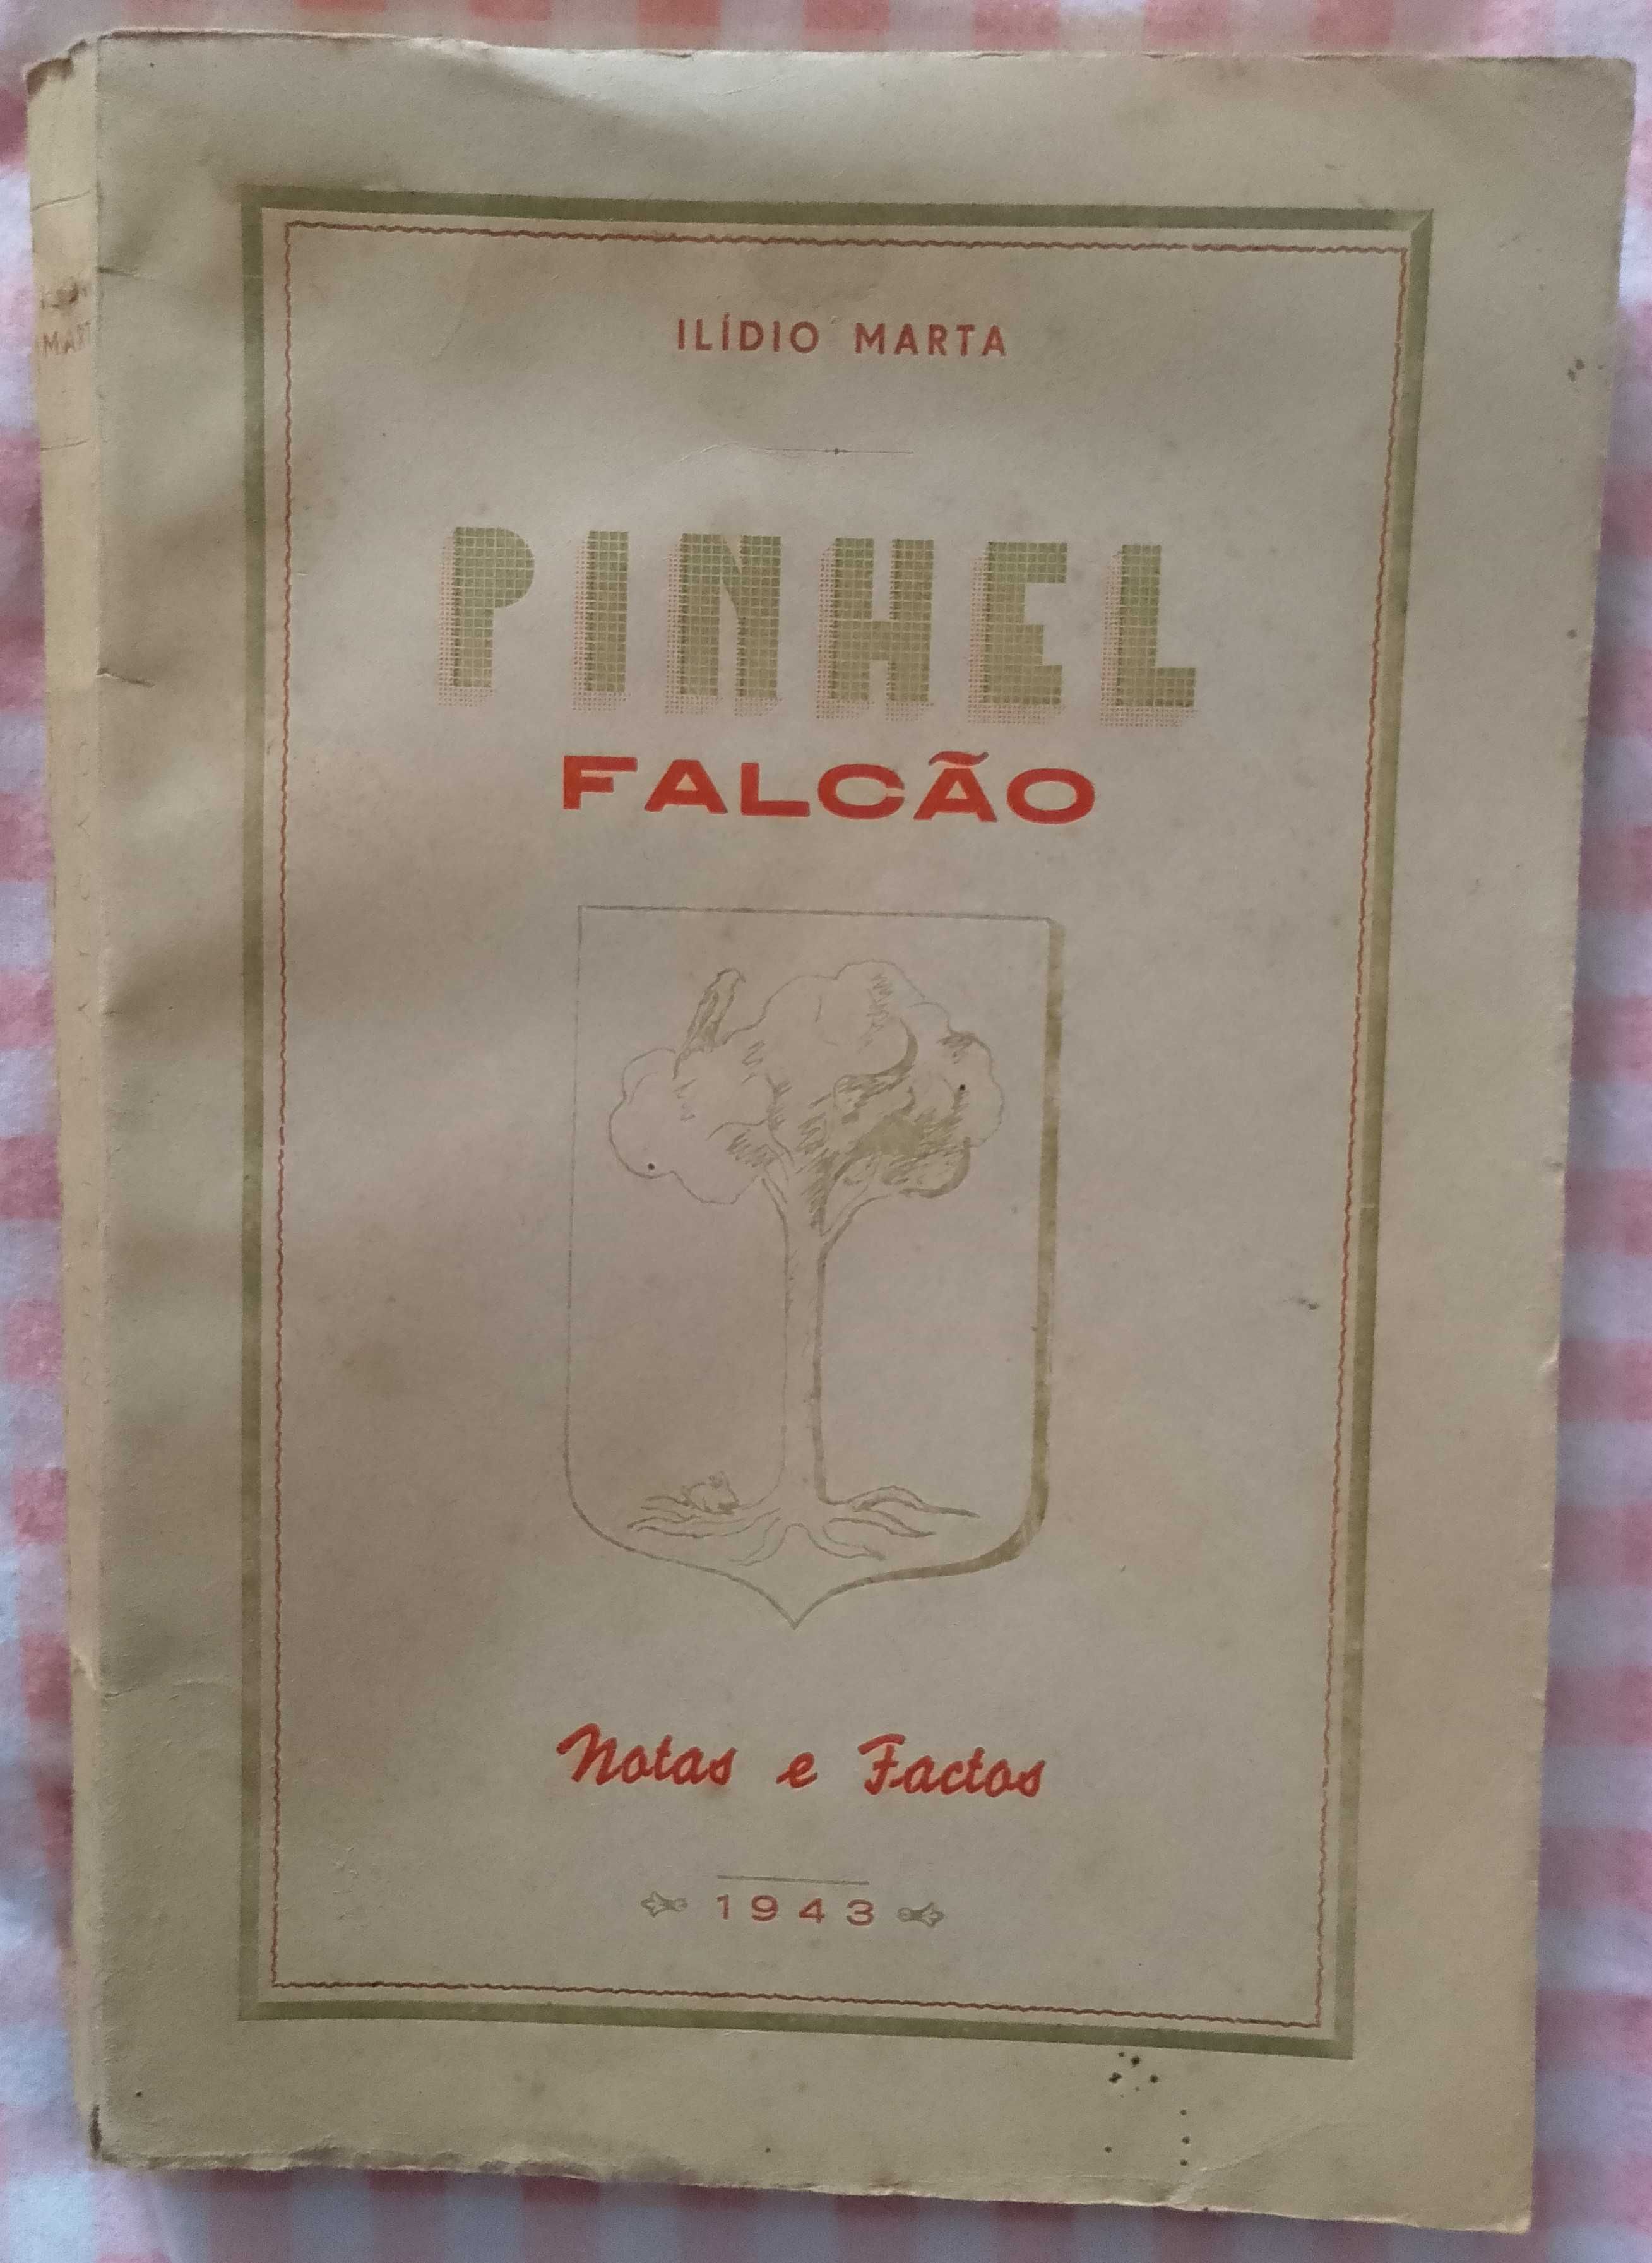 ILÍDIO MARTA
PINHEL
FALCÃO
Notas e Factos
1943